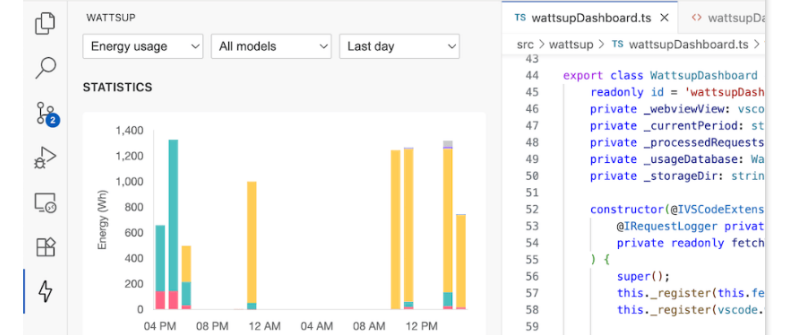 WATTSUP
Energy usage All models Last day
STATISTICS
1,400
1,200
1,000
800
600
400
200
0
Energy (Wh)
04 PM 08 PM 12 AM 04 AM 08 AM 12 PM
2
TS wattsupDashboard.ts × <> wattsupDa
src > wattsup > TS wattsupDashboard.ts >
43
44 export class WattsupDashboard
45 readonly id = 'wattsupDash
46 private _webviewView: vsco
47 private _currentPeriod: st
48 private _processedRequests
49 private _usageDatabase: Wa
50 private _storageDir: strin
51
52 constructor(@IVSCodeExtens
53 @IRequestLogger privat
54 private readonly fetch
55 ) {
56 super();
57 this._register(this.fe
58 this._register(vscode.
59